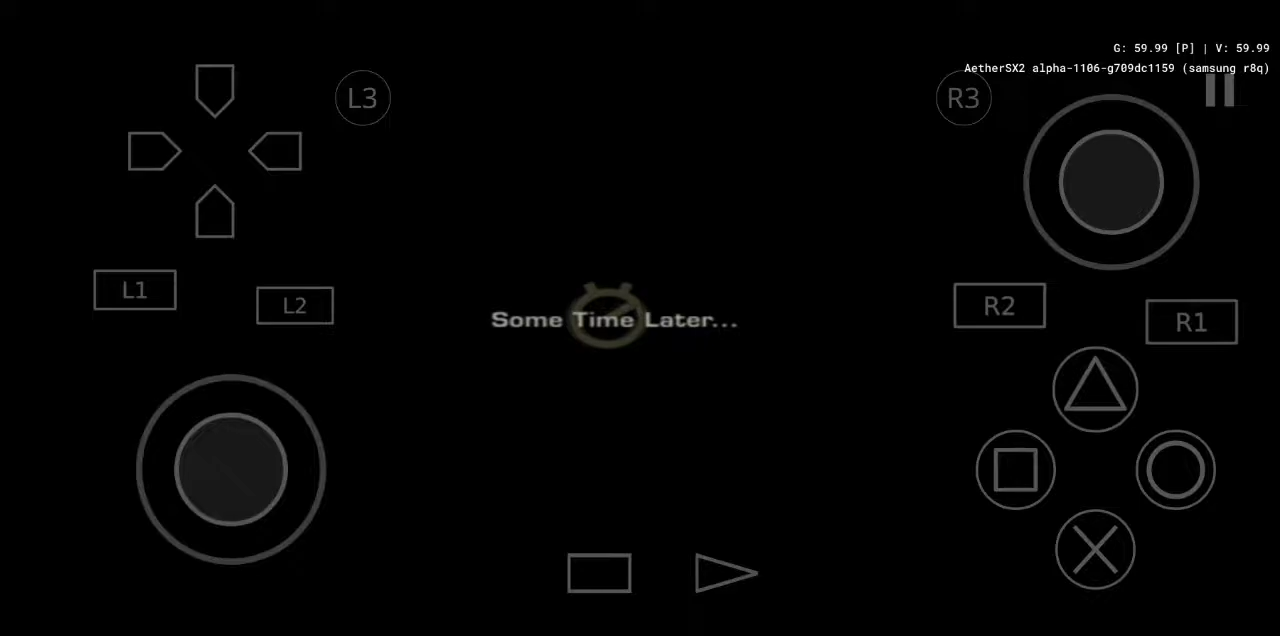 G: 59.99 [P] | V: 59.99
AetherSX2 alpha-1106-g709dc1159 (samsung r8q)
L3
R3
L1
L2
R2
R1
Some Time Later...